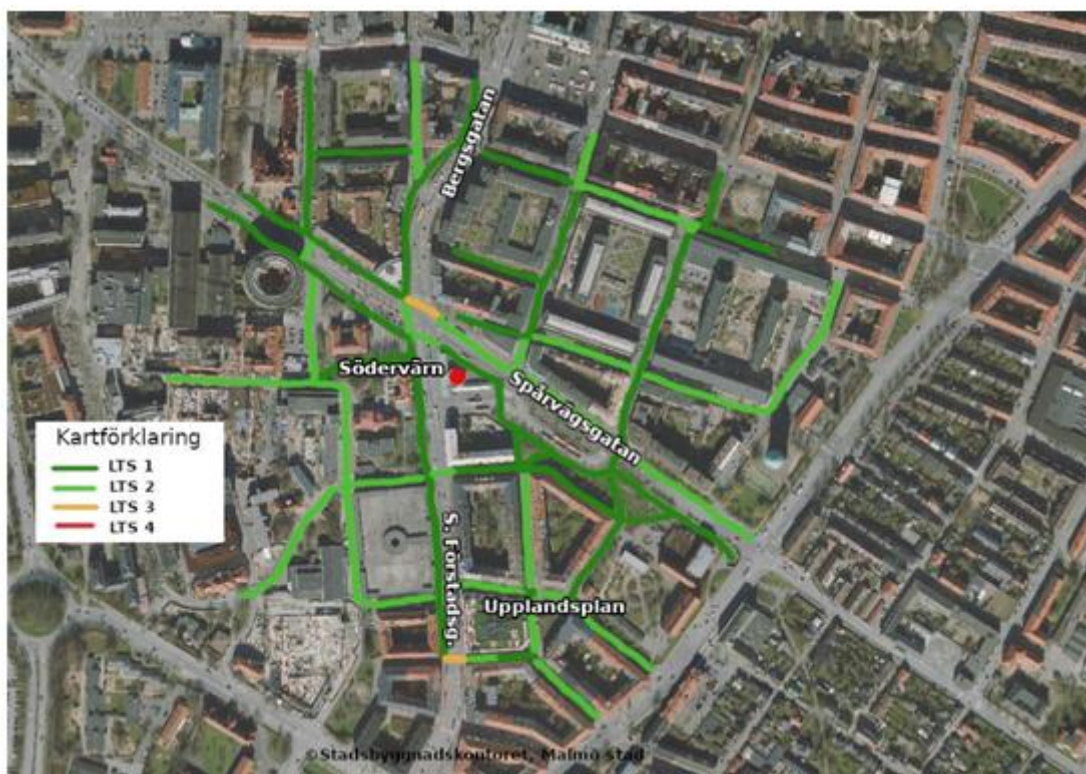 Bergsgatan
Södervärn
Spårvägsgatan
Kartförklaring
LTS 1
LTS 2
LTS 3
LTS 4
S. Förstadsg.
Upplandsplan
©Stadsbyggnadskontoret, Malmö stad